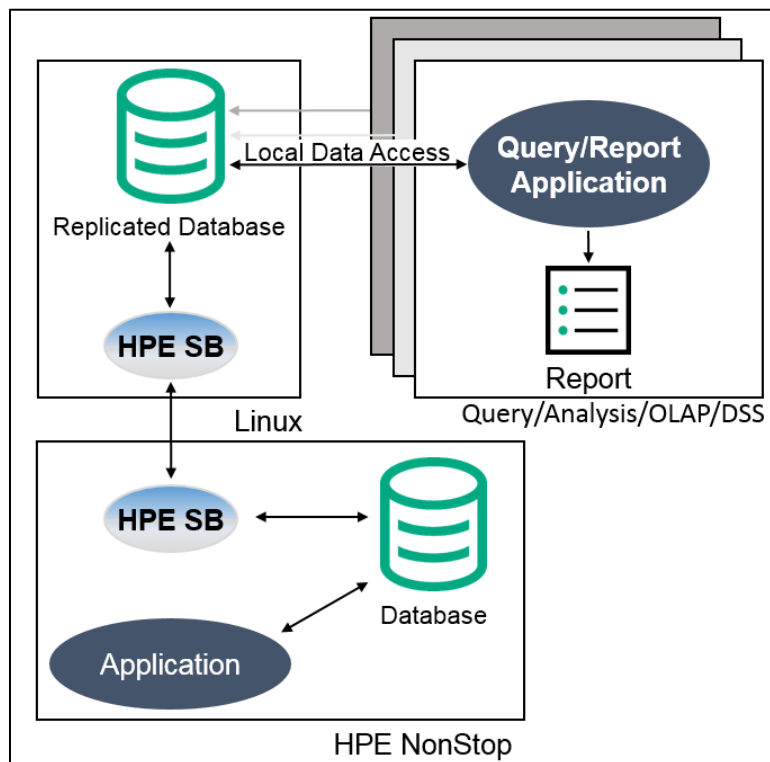 Replicated Database
HPE SB
Linux
Local Data Access
Query/Report
Application
Report
Query/Analysis/OLAP/DSS
HPE SB
Database
Application
HPE NonStop